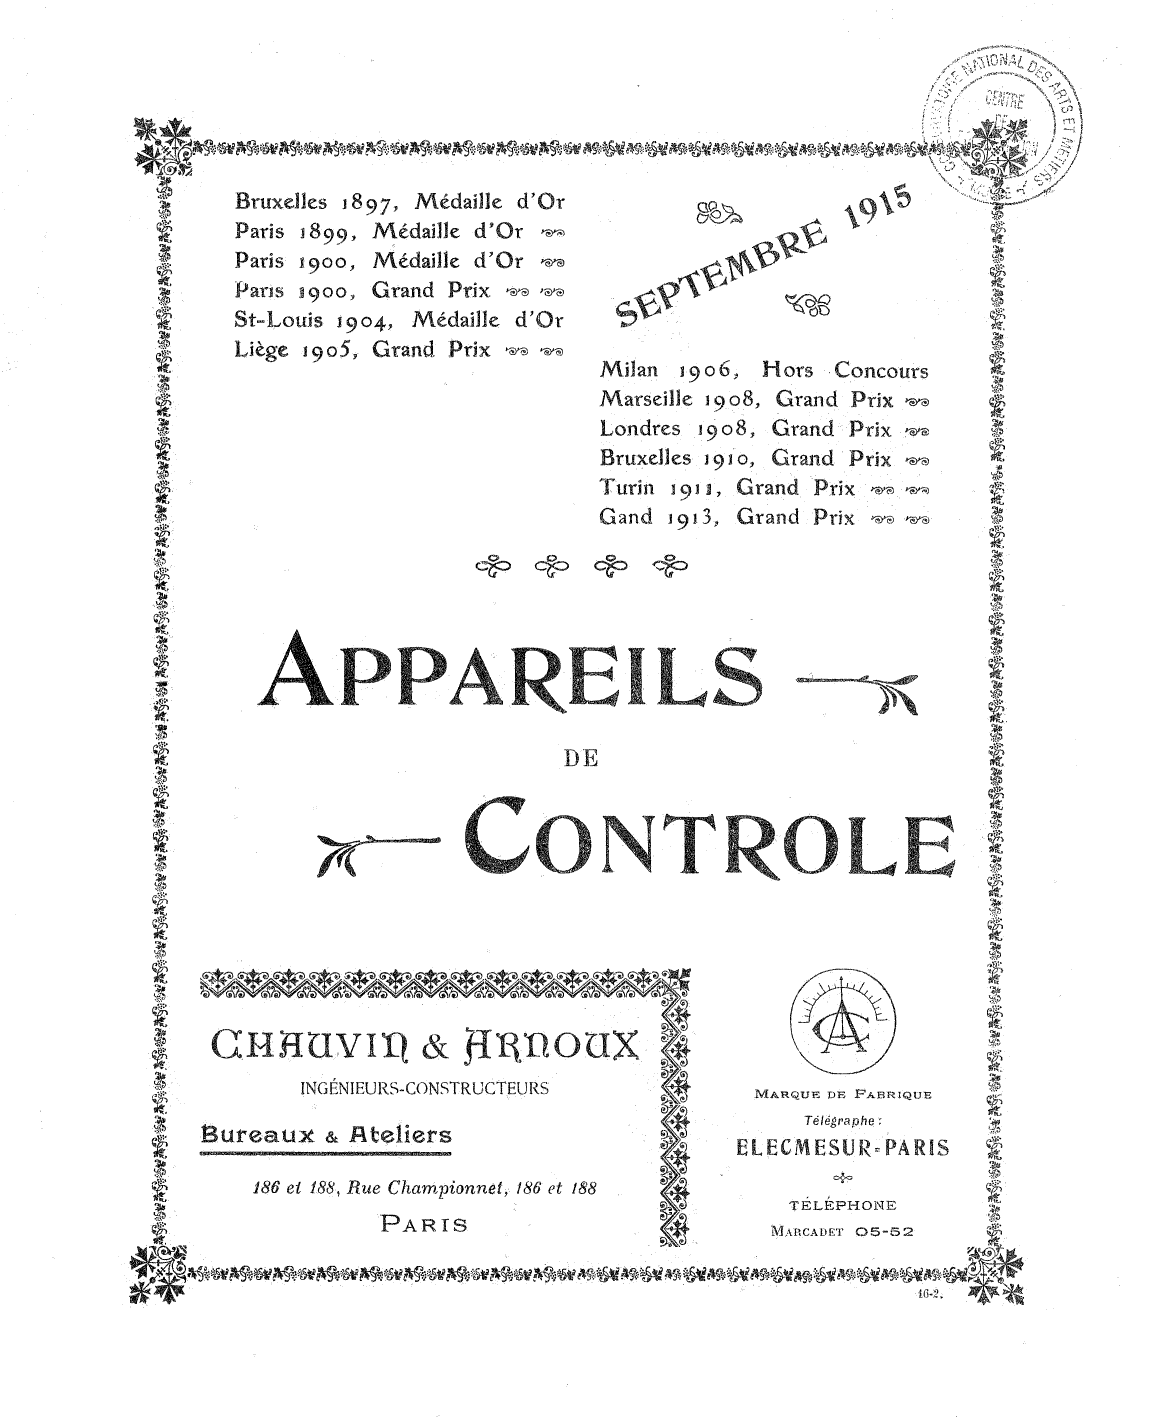 CONSERVATOIRE NATIONAL DES ARTS ET METIERS
CENTRE
DE
Bruxelles 1897, Médaille d'Or
Paris 1899, Médaille d'Or
Paris 1900, Médaille d'Or
Paris 1900, Grand Prix
St-Louis 1904, Médaille d'Or
Liège 1905, Grand Prix
SEPTEMBRE 1915
Milan 1906, Hors Concours
Marseille 1908, Grand Prix
Londres 1908, Grand Prix
Bruxelles 1910, Grand Prix
Turin 1911, Grand Prix
Gand 1913, Grand Prix
APPAREILS
DE
CONTROLE
CHAUVIN & ARNOUX
INGÉNIEURS-CONSTRUCTEURS
Bureaux & Ateliers
186 et 188, Rue Championnet, 186 et 188
PARIS
MARQUE DE FABRIQUE
Télégraphe :
ELECMESUR-PARIS
TÉLÉPHONE
MARCADET 05-52
46-2.